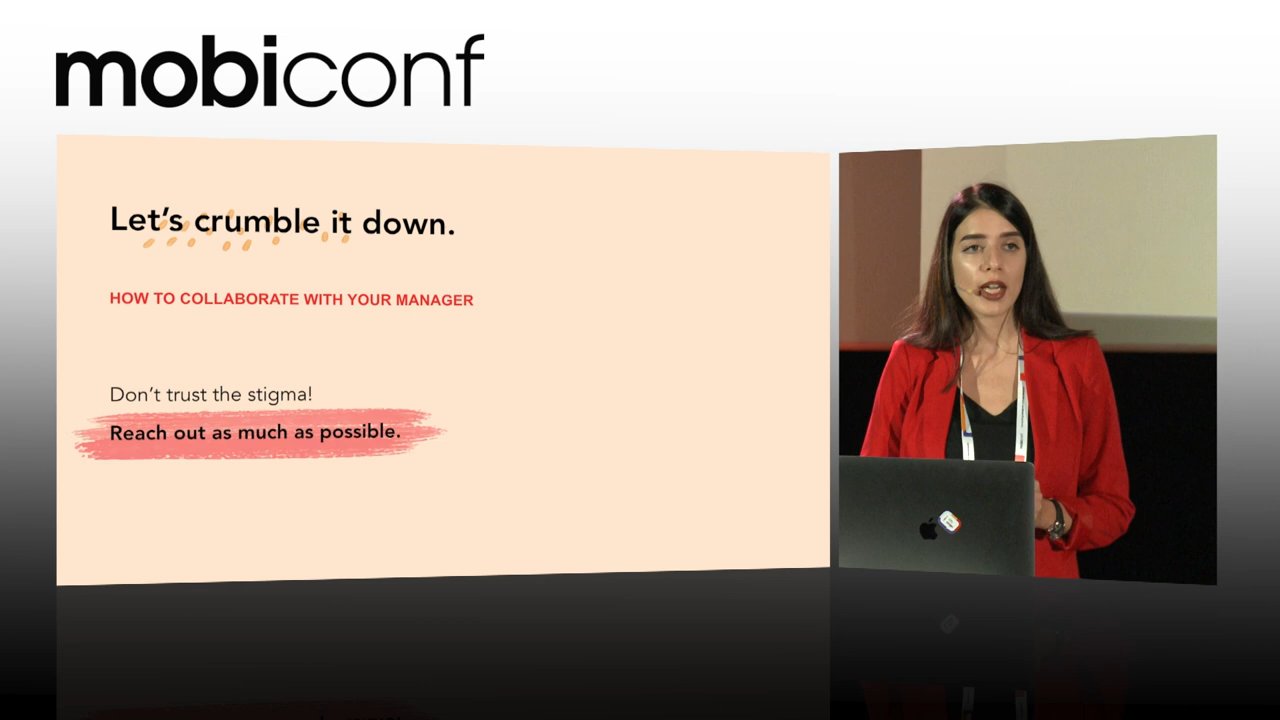 mobiconf
Let's crumble it down.
HOW TO COLLABORATE WITH YOUR MANAGER
Don't trust the stigma!
Reach out as much as possible.